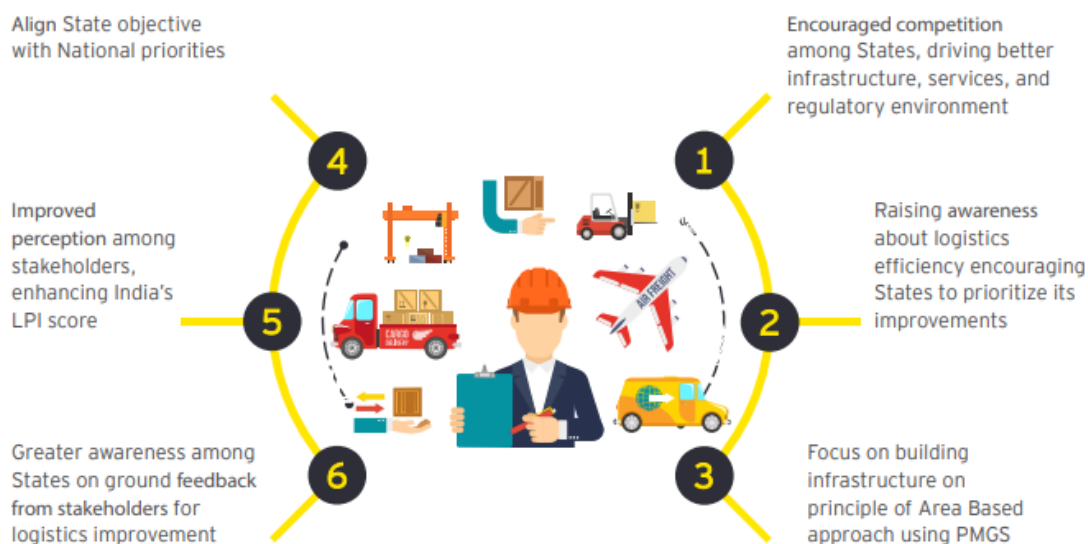 Align State objective
with National priorities
4
Improved
perception among
stakeholders,
enhancing India's
LPI score
5
Greater awareness among
States on ground feedback
from stakeholders for
logistics improvement
6
Encouraged competition
among States, driving better
infrastructure, services, and
regulatory environment
1
Raising awareness
about logistics
efficiency encouraging
States to prioritize its
improvements
2
Focus on building
infrastructure on
principle of Area Based
approach using PMGS
3
AIR FREIGHT
CARGO
DELIVERY